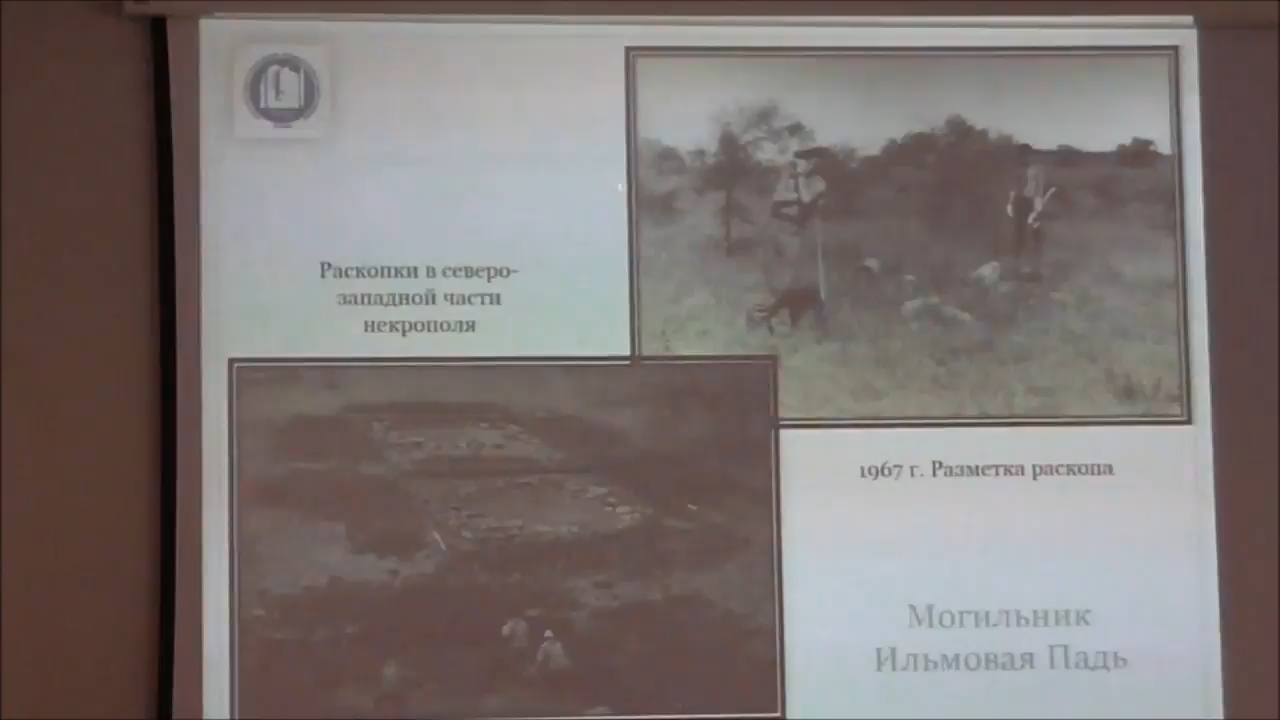 Раскопки в северо-
западной части
некрополя
1967 г. Разметка раскопа
Могильник
Ильмовая Падь